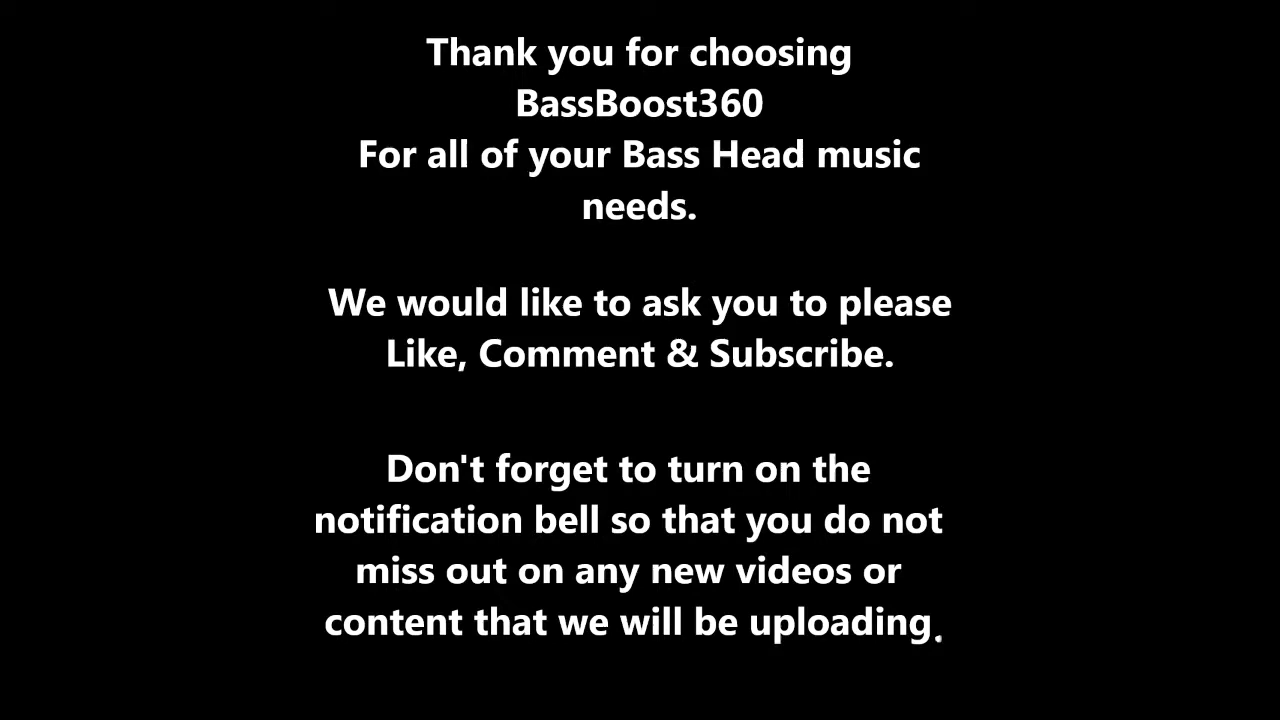 Thank you for choosing
BassBoost360
For all of your Bass Head music
needs.
We would like to ask you to please
Like, Comment & Subscribe.
Don't forget to turn on the
notification bell so that you do not
miss out on any new videos or
content that we will be uploading.